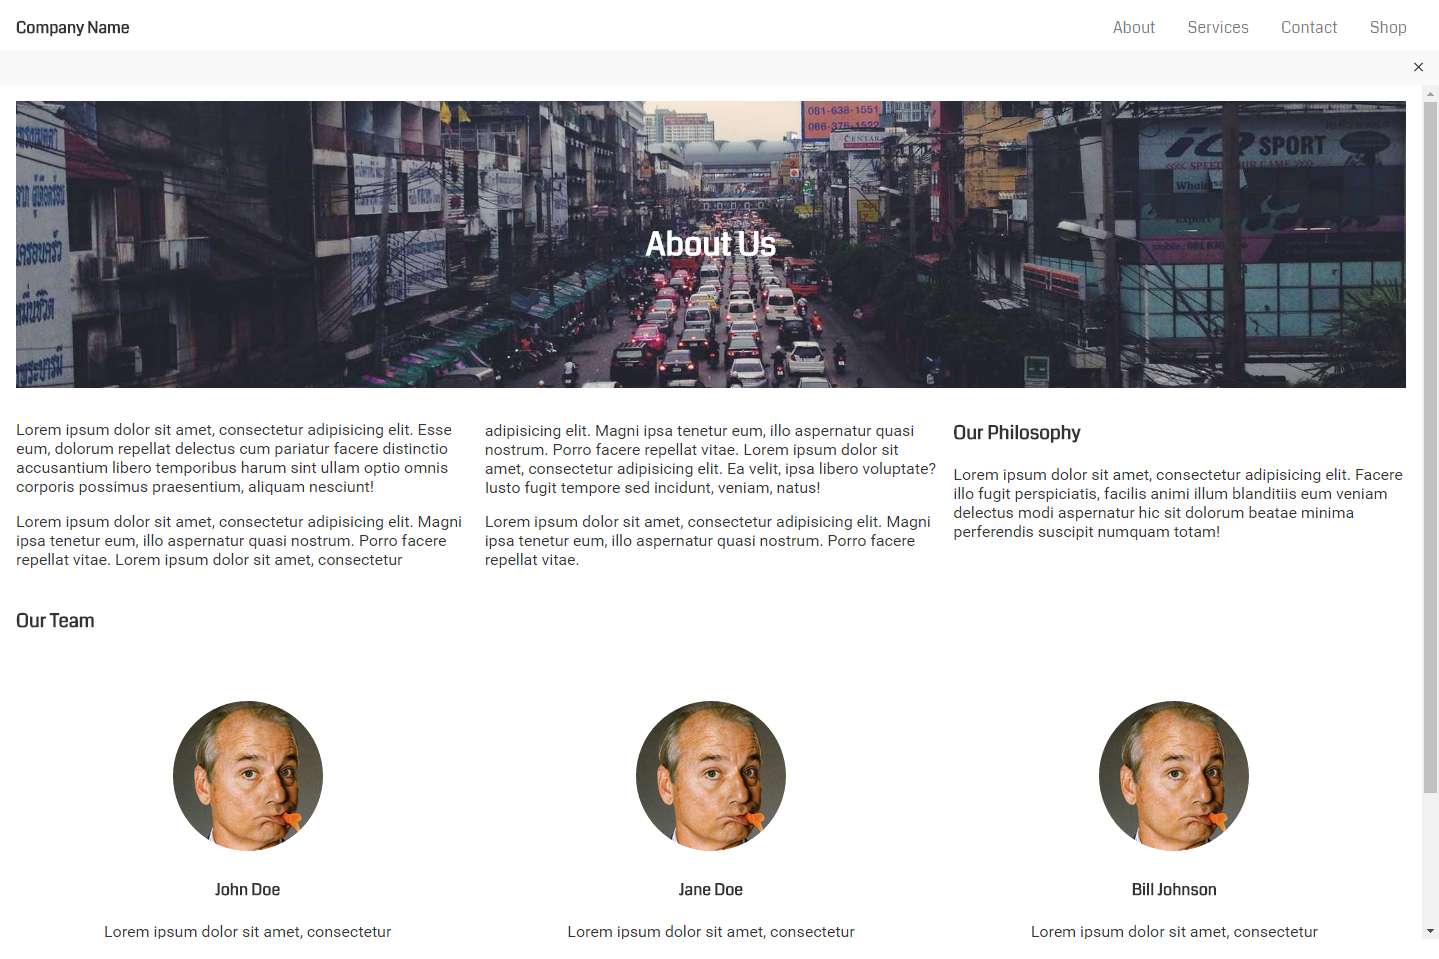 Company Name
About
Services
Contact
Shop
081-638-1551
086-376-1522
CENTARA
iQ SPORT
About Us
Lorem ipsum dolor sit amet, consectetur adipisicing elit. Esse
eum, dolorum repellat delectus cum pariatur facere distinctio
accusantium libero temporibus harum sint ullam optio omnis
corporis possimus praesentium, aliquam nesciunt!
Lorem ipsum dolor sit amet, consectetur adipisicing elit. Magni
ipsa tenetur eum, illo aspernatur quasi nostrum. Porro facere
repellat vitae. Lorem ipsum dolor sit amet, consectetur
adipisicing elit. Magni ipsa tenetur eum, illo aspernatur quasi
nostrum. Porro facere repellat vitae. Lorem ipsum dolor sit
amet, consectetur adipisicing elit. Ea velit, ipsa libero voluptate?
Iusto fugit tempore sed incidunt, veniam, natus!
Lorem ipsum dolor sit amet, consectetur adipisicing elit. Magni
ipsa tenetur eum, illo aspernatur quasi nostrum. Porro facere
repellat vitae.
Our Philosophy
Lorem ipsum dolor sit amet, consectetur adipisicing elit. Facere
illo fugit perspiciatis, facilis animi illum blanditiis eum veniam
delectus modi aspernatur hic sit dolorum beatae minima
perferendis suscipit numquam totam!
Our Team
John Doe
Lorem ipsum dolor sit amet, consectetur
Jane Doe
Lorem ipsum dolor sit amet, consectetur
Bill Johnson
Lorem ipsum dolor sit amet, consectetur